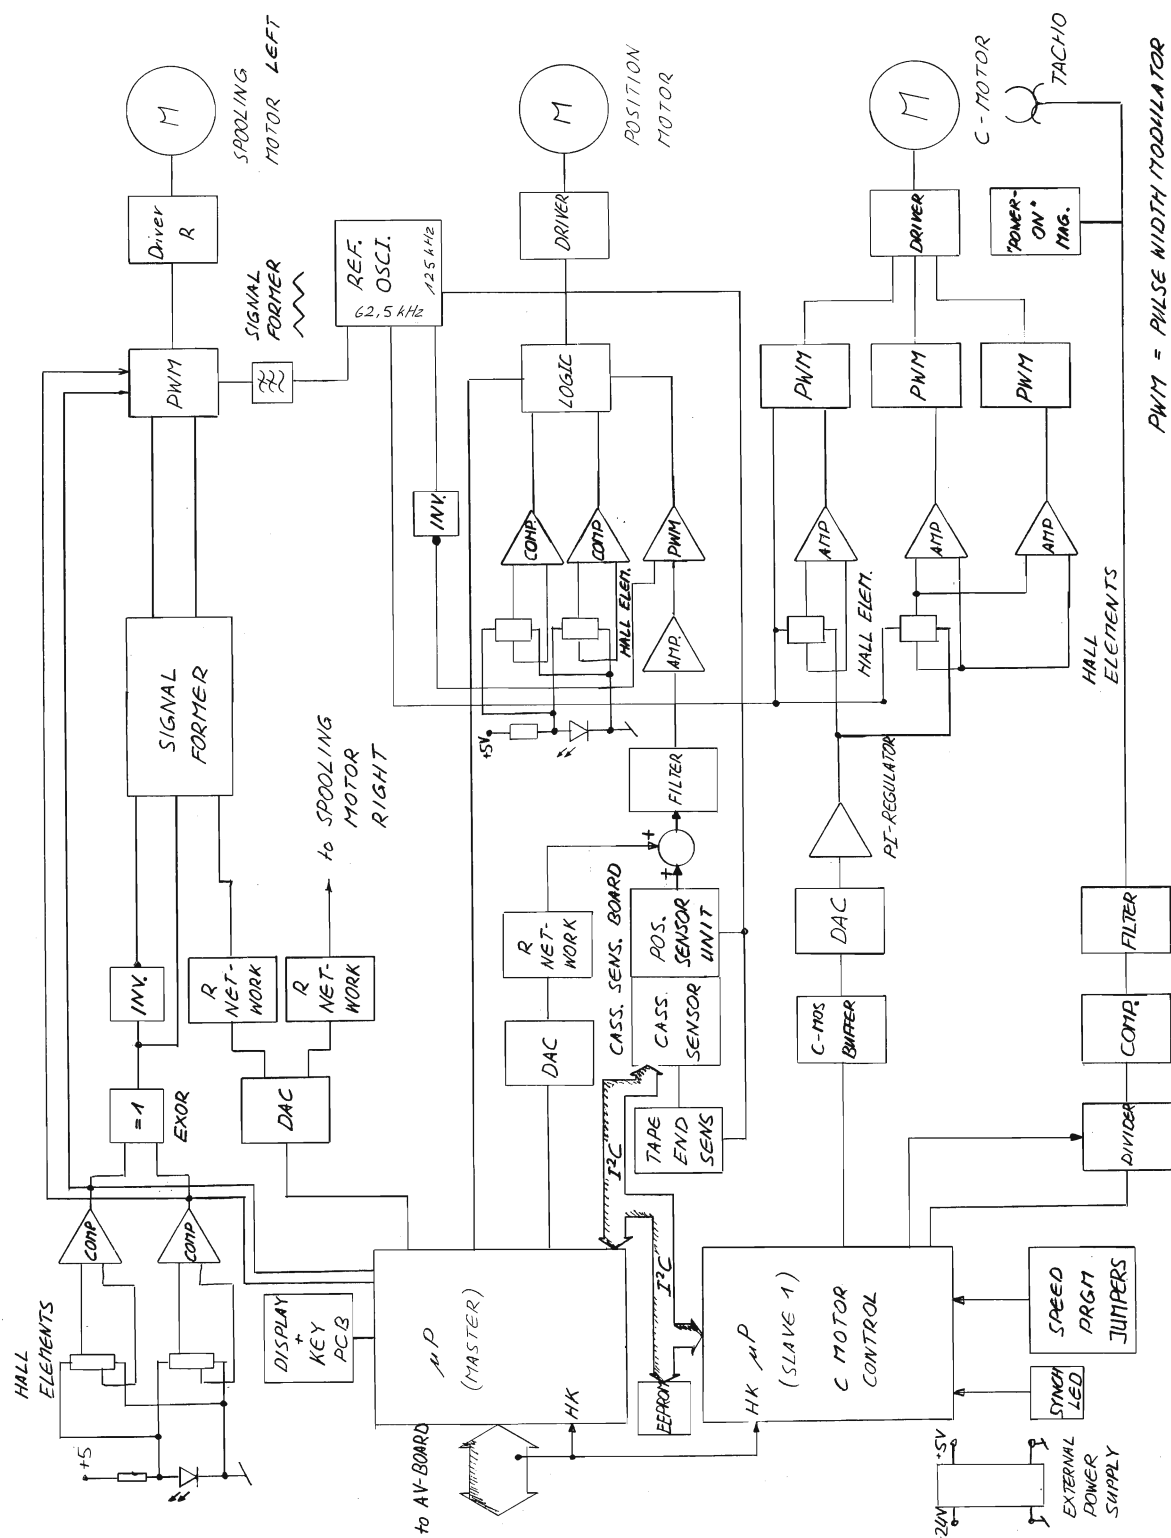 HALL
ELEMENTS
+5
COMP
COMP
=1
EXOR
INV.
SIGNAL
FORMER
PWM
Driver
R
M
SPOOLING
MOTOR LEFT
SIGNAL
FORMER
DAC
R
NET-
WORK
R
NET-
WORK
to SPOOLING
MOTOR
RIGHT
REF.
OSCI.
62,5 kHz
125 kHz
DISPLAY
+
KEY
PCB
to AV-BOARD
µP
(MASTER)
HK
DAC
R
NET-
WORK
+
+
FILTER
AMP.
PWM
COMP.
COMP
HALL ELEM.
+5V
INV.
LOGIC
DRIVER
M
POSITION
MOTOR
I²C
I²C
EEPROM
TAPE
END
SENS
CASS. SENS. BOARD
CASS.
SENSOR
POS.
SENSOR
UNIT
HK µP
(SLAVE 1)
C MOTOR
CONTROL
C-MOS
BUFFER
DAC
PI-REGULATOR
HALL ELEM.
AMP
AMP
AMP
HALL
ELEMENTS
PWM
PWM
PWM
DRIVER
M
C-MOTOR
TACHO
"POWER-
ON"
MAG.
24V
+5V
EXTERNAL
POWER
SUPPLY
SYNCH
LED
SPEED
PRGM
JUMPERS
DIVIDER
COMP.
FILTER
PWM = PULSE WIDTH MODULATOR